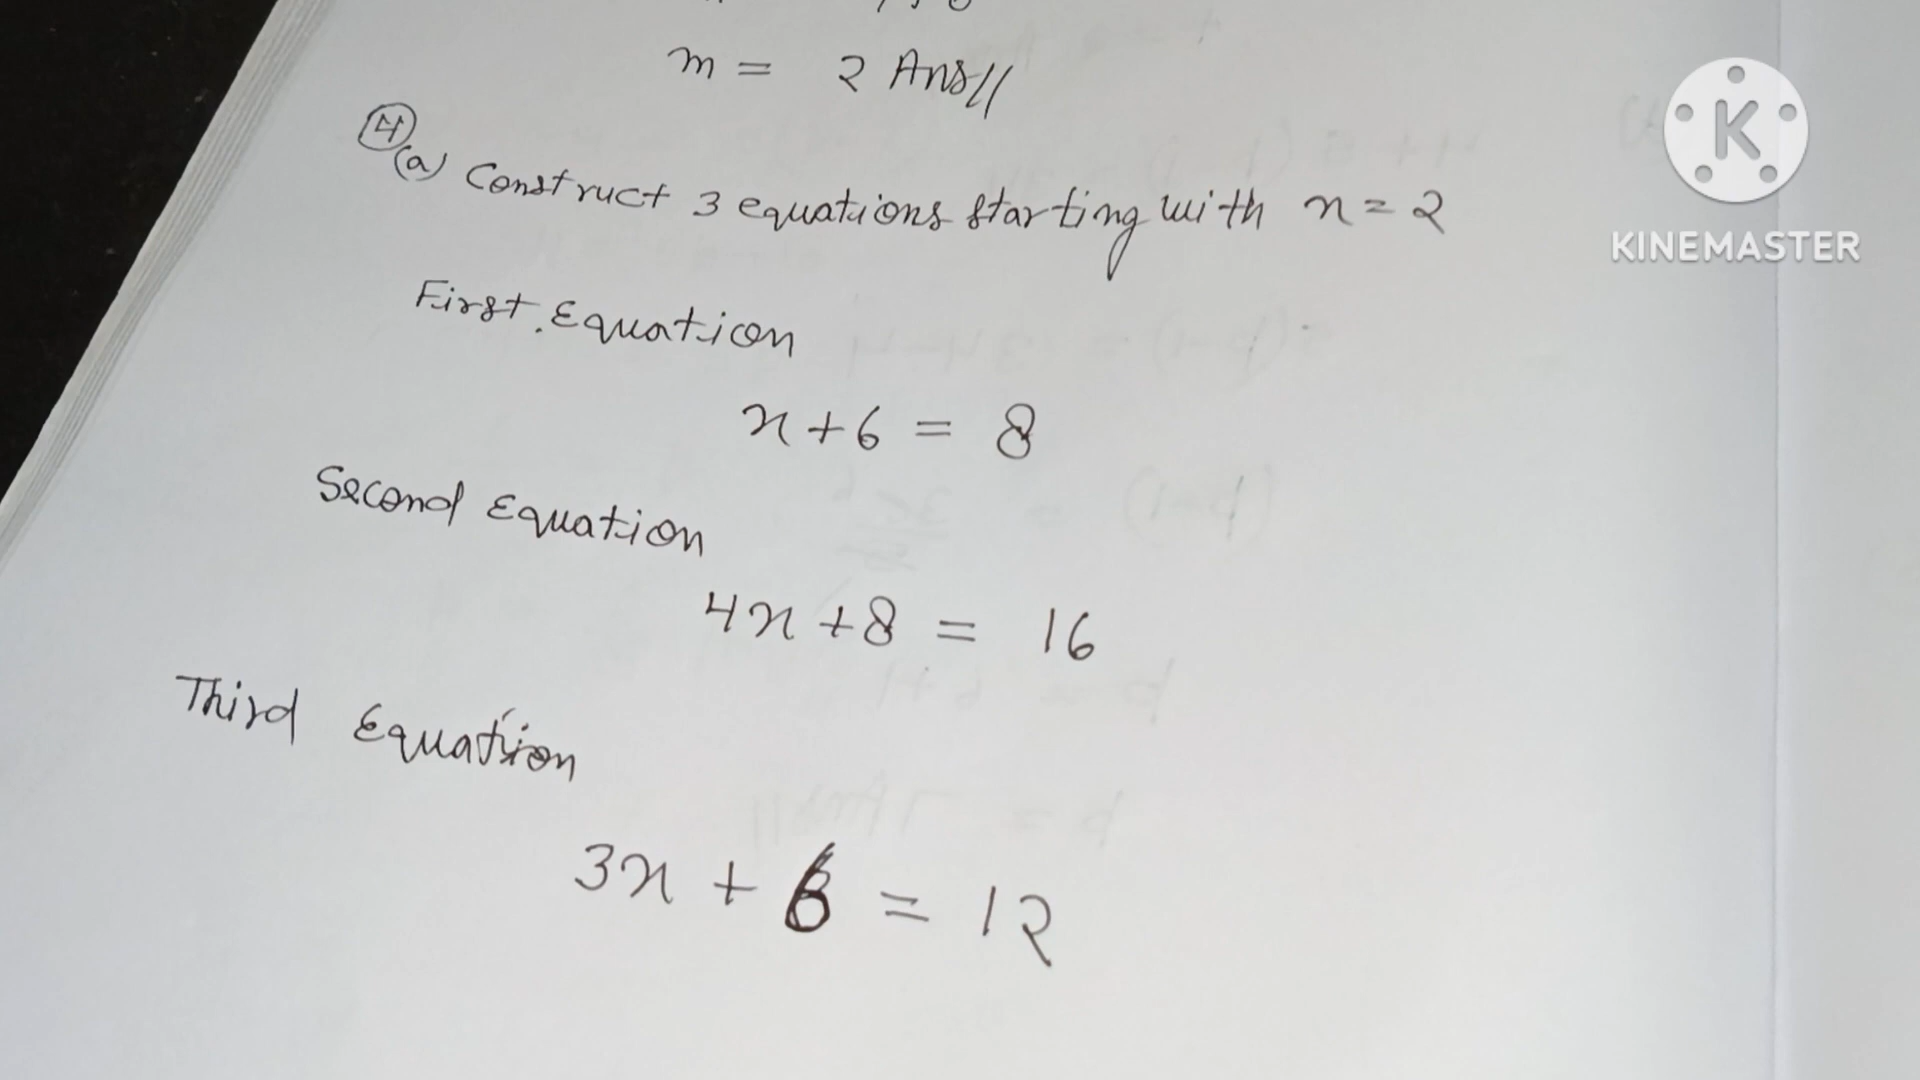 m = 2 Ans//
4 (a) Construct 3 equations starting with x = 2
First. Equation
x + 6 = 8
Second Equation
4x + 8 = 16
Third Equation
3x + 6 = 12
K
KINEMASTER